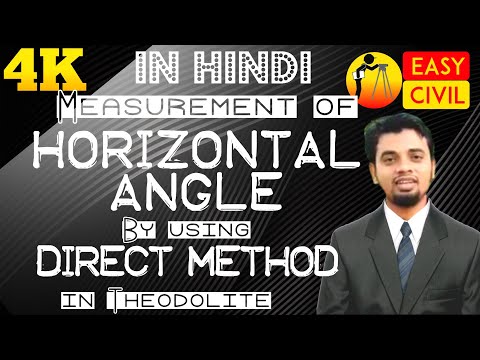 4K
IN HINDI
EASY
CIVIL
MEASUREMENT OF
HORIZONTAL
ANGLE
BY USING
DIRECT METHOD
IN THEODOLITE